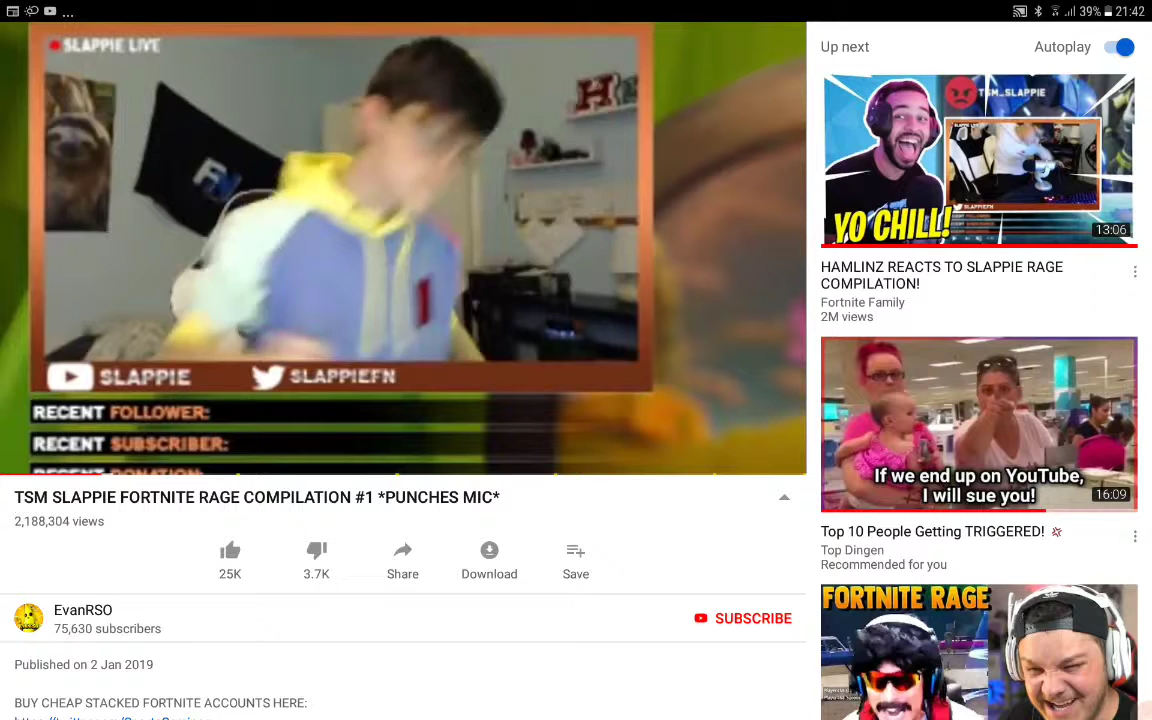 ...
39%
21:42
SLAPPIE LIVE
H
SLAPPIE
SLAPPIEFN
RECENT FOLLOWER:
RECENT SUBSCRIBER:
RECENT DONATION:
TSM SLAPPIE FORTNITE RAGE COMPILATION #1 *PUNCHES MIC*
2,188,304 views
25K
3.7K
Share
Download
Save
EvanRSO
75,630 subscribers
SUBSCRIBE
Published on 2 Jan 2019
BUY CHEAP STACKED FORTNITE ACCOUNTS HERE:
Up next
Autoplay
TSM_SLAPPIE
SLAPPIEFN
YO CHILL!
13:06
HAMLINZ REACTS TO SLAPPIE RAGE
COMPILATION!
Fortnite Family
2M views
If we end up on YouTube,
I will sue you!
16:09
Top 10 People Getting TRIGGERED!
Top Dingen
Recommended for you
FORTNITE RAGE